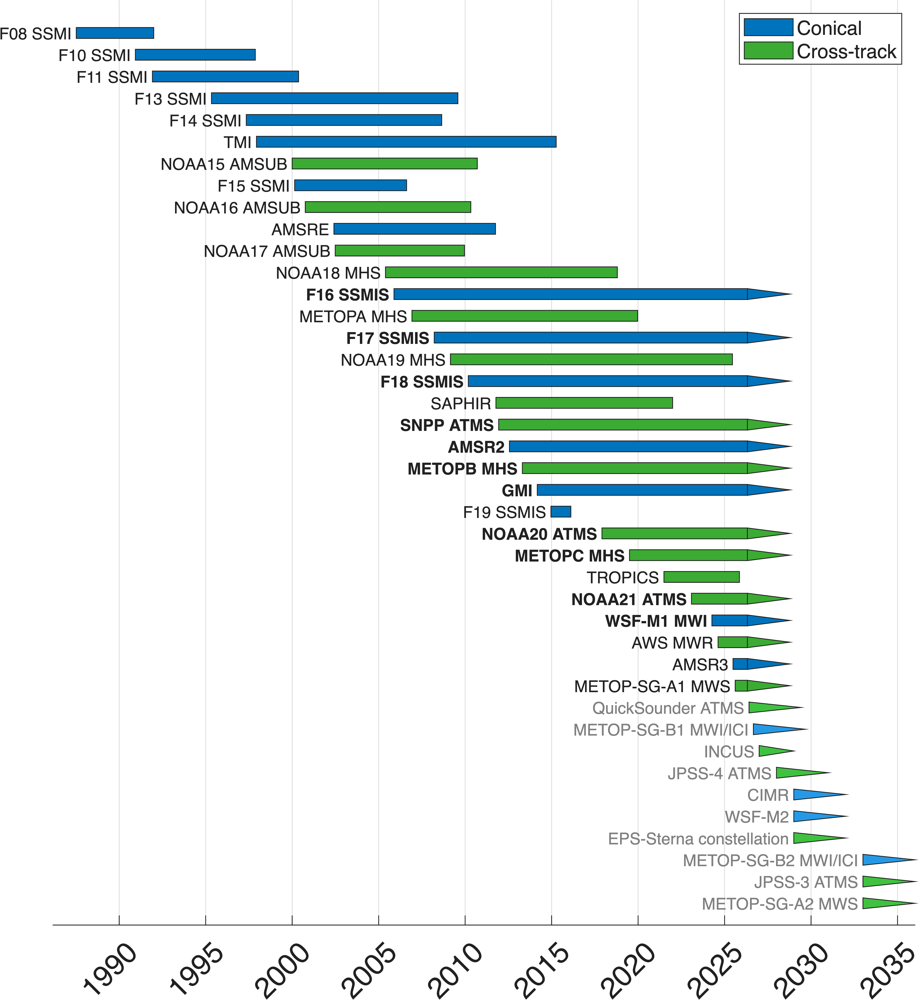 F08 SSMI
Conical
Cross-track
F10 SSMI
F11 SSMI
F13 SSMI
F14 SSMI
TMI
NOAA15 AMSUB
F15 SSMI
NOAA16 AMSUB
AMSRE
NOAA17 AMSUB
NOAA18 MHS
F16 SSMIS
METOPA MHS
F17 SSMIS
NOAA19 MHS
F18 SSMIS
SAPHIR
SNPP ATMS
AMSR2
METOPB MHS
GMI
F19 SSMIS
NOAA20 ATMS
METOPC MHS
TROPICS
NOAA21 ATMS
WSF-M1 MWI
AWS MWR
AMSR3
METOP-SG-A1 MWS
QuickSounder ATMS
METOP-SG-B1 MWI/ICI
INCUS
JPSS-4 ATMS
CIMR
WSF-M2
EPS-Sterna constellation
METOP-SG-B2 MWI/ICI
JPSS-3 ATMS
METOP-SG-A2 MWS
1990
1995
2000
2005
2010
2015
2020
2025
2030
2035